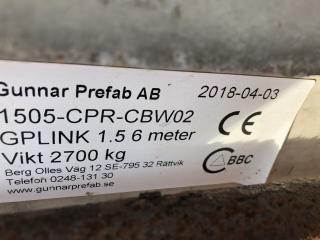 Gunnar Prefab AB 2018-04-03
1505-CPR-CBW02 CE
GPLINK 1.5 6 meter
Vikt 2700 kg BBC
Berg Olles Väg 12 SE-795 32 Rättvik
Telefon 0248-131 30
www.gunnarprefab.se